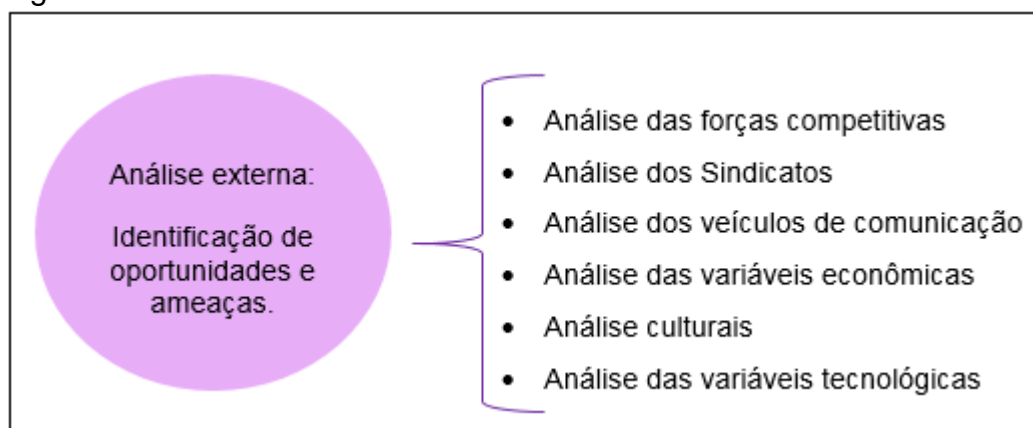 Análise externa:
Identificação de
oportunidades e
ameaças.
• Análise das forças competitivas
• Análise dos Sindicatos
• Análise dos veículos de comunicação
• Análise das variáveis econômicas
• Análise culturais
• Análise das variáveis tecnológicas